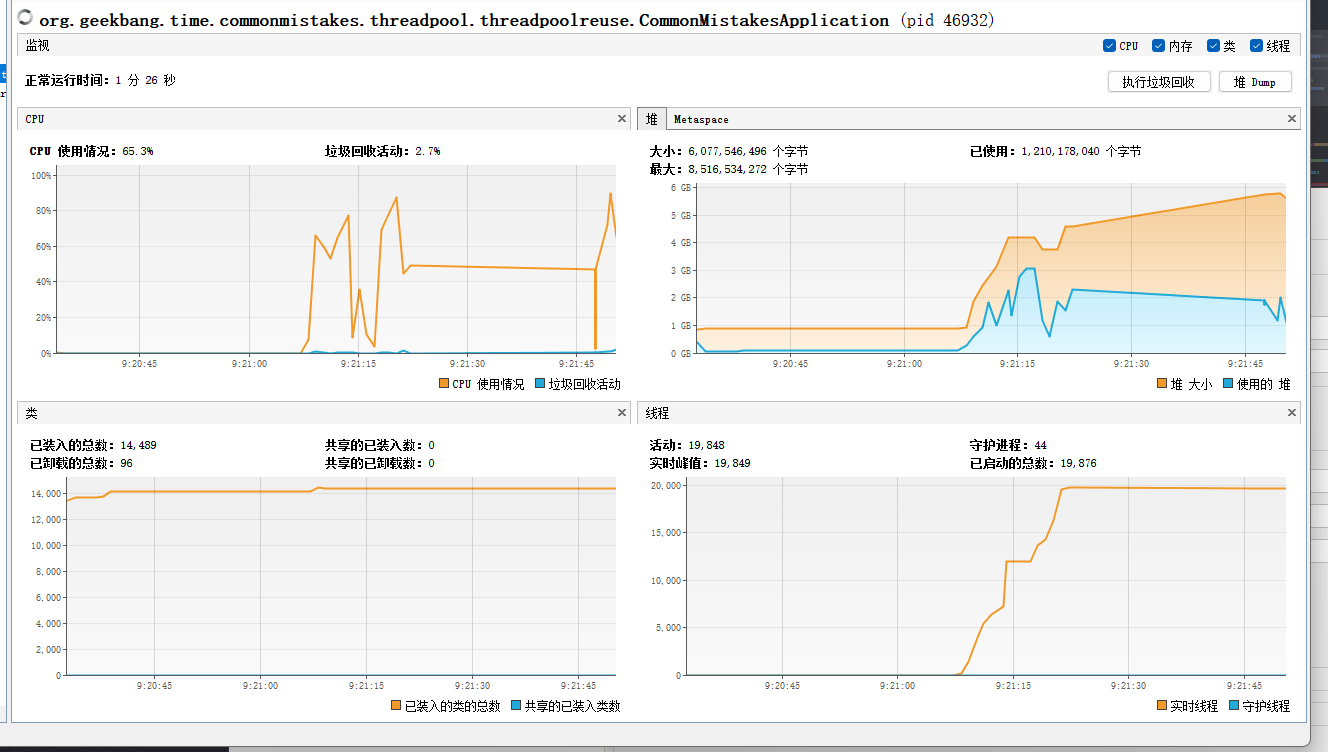 org.geekbang.time.commonmistakes.threadpool.threadpoolreuse.CommonMistakesApplication (pid 46932)
监视
CPU 内存 类 线程
正常运行时间: 1 分 26 秒
执行垃圾回收 堆 Dump
CPU
CPU 使用情况: 65.3% 垃圾回收活动: 2.7%
100%
80%
60%
40%
20%
0%
9:20:45 9:21:00 9:21:15 9:21:30 9:21:45
CPU 使用情况 垃圾回收活动
堆 Metaspace
大小: 6,077,546,496 个字节 已使用: 1,210,178,040 个字节
最大: 8,516,534,272 个字节
6 GB
5 GB
4 GB
3 GB
2 GB
1 GB
0 GB
9:20:45 9:21:00 9:21:15 9:21:30 9:21:45
堆 大小 使用的 堆
类
已装入的总数: 14,489 共享的已装入数: 0
已卸载的总数: 96 共享的已卸载数: 0
14,000
12,000
10,000
8,000
6,000
4,000
2,000
0
9:20:45 9:21:00 9:21:15 9:21:30 9:21:45
已装入的类的总数 共享的已装入类数
线程
活动: 19,848 守护进程: 44
实时峰值: 19,849 已启动的总数: 19,876
20,000
15,000
10,000
5,000
0
9:20:45 9:21:00 9:21:15 9:21:30 9:21:45
实时线程 守护线程